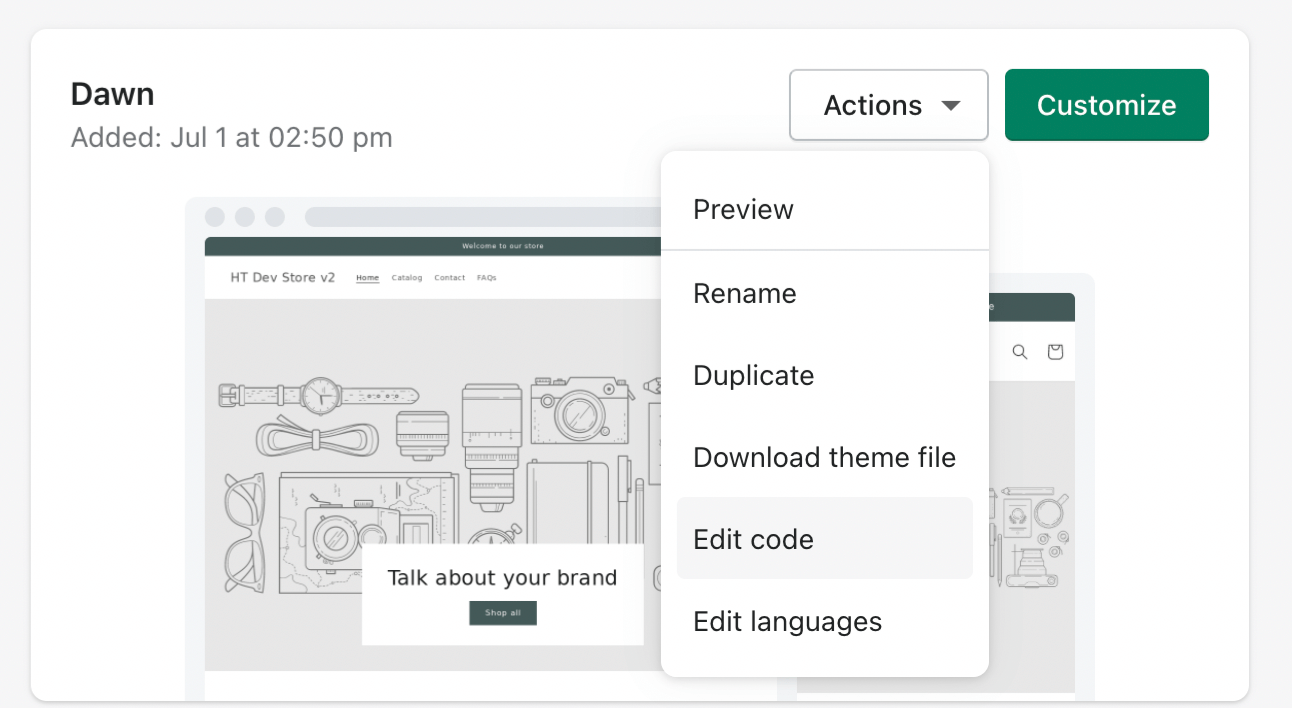 Dawn
Added: Jul 1 at 02:50 pm
Actions
Customize
Preview
Rename
Duplicate
Download theme file
Edit code
Edit languages
Welcome to our store
HT Dev Store v2 Home Catalog Contact FAQs
Talk about your brand
Shop all